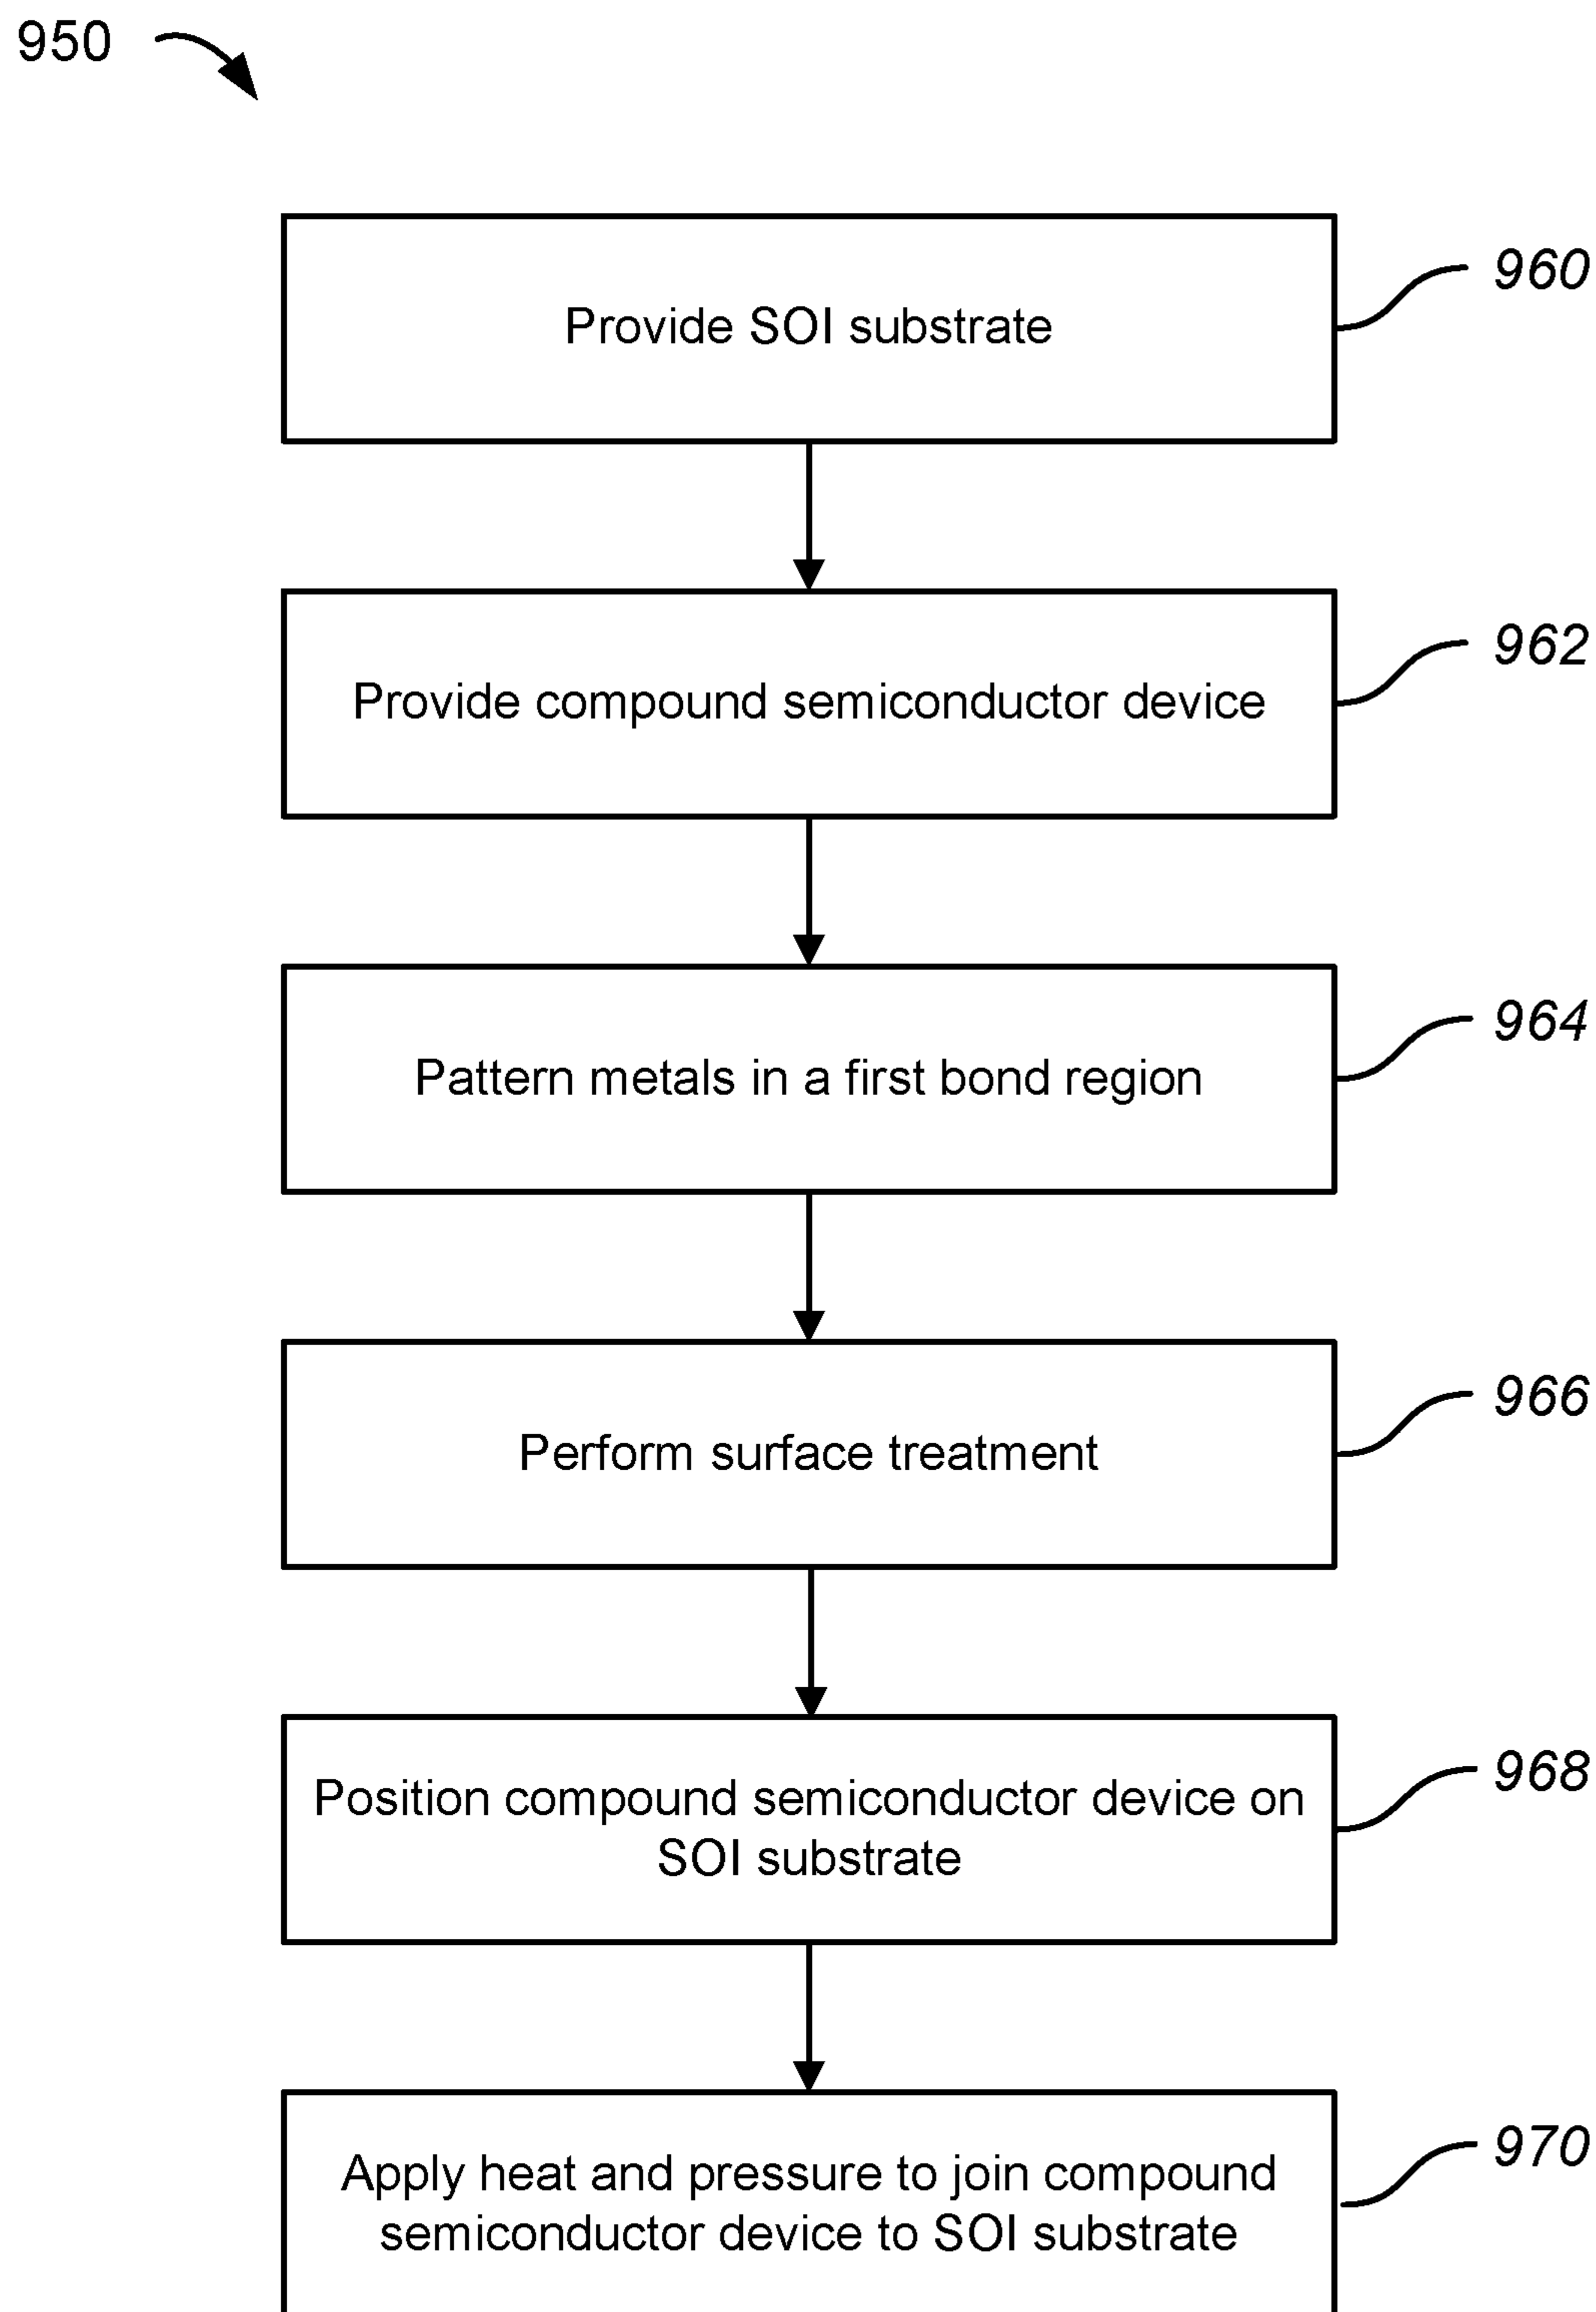 950
Provide SOI substrate
960
Provide compound semiconductor device
962
Pattern metals in a first bond region
964
Perform surface treatment
966
Position compound semiconductor device on
SOI substrate
968
Apply heat and pressure to join compound
semiconductor device to SOI substrate
970